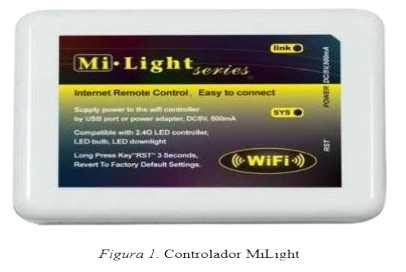 Mi·Light series
link
POWER DC5V,500mA
Internet Remote Control, Easy to connect
Supply power to the wifi controller
by USB port or power adapter, DC5V, 500mA
SYS
Compatible with 2.4G LED controller,
LED bulb, LED downlight
Long Press Key"RST" 3 Seconds,
Revert To Factory Default Settings.
WiFi
RST
Figura 1. Controlador MiLight